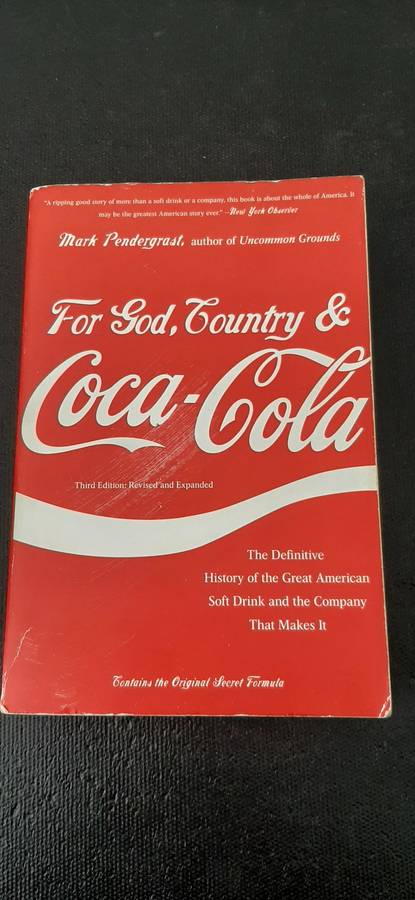 "A ripping good story of more than a soft drink or a company, this book is about the whole of America. It
may be the greatest American story ever." —New York Observer
Mark Pendergrast, author of Uncommon Grounds
For God, Country &
Coca-Cola
Third Edition: Revised and Expanded
The Definitive
History of the Great American
Soft Drink and the Company
That Makes It
Contains the Original Secret Formula